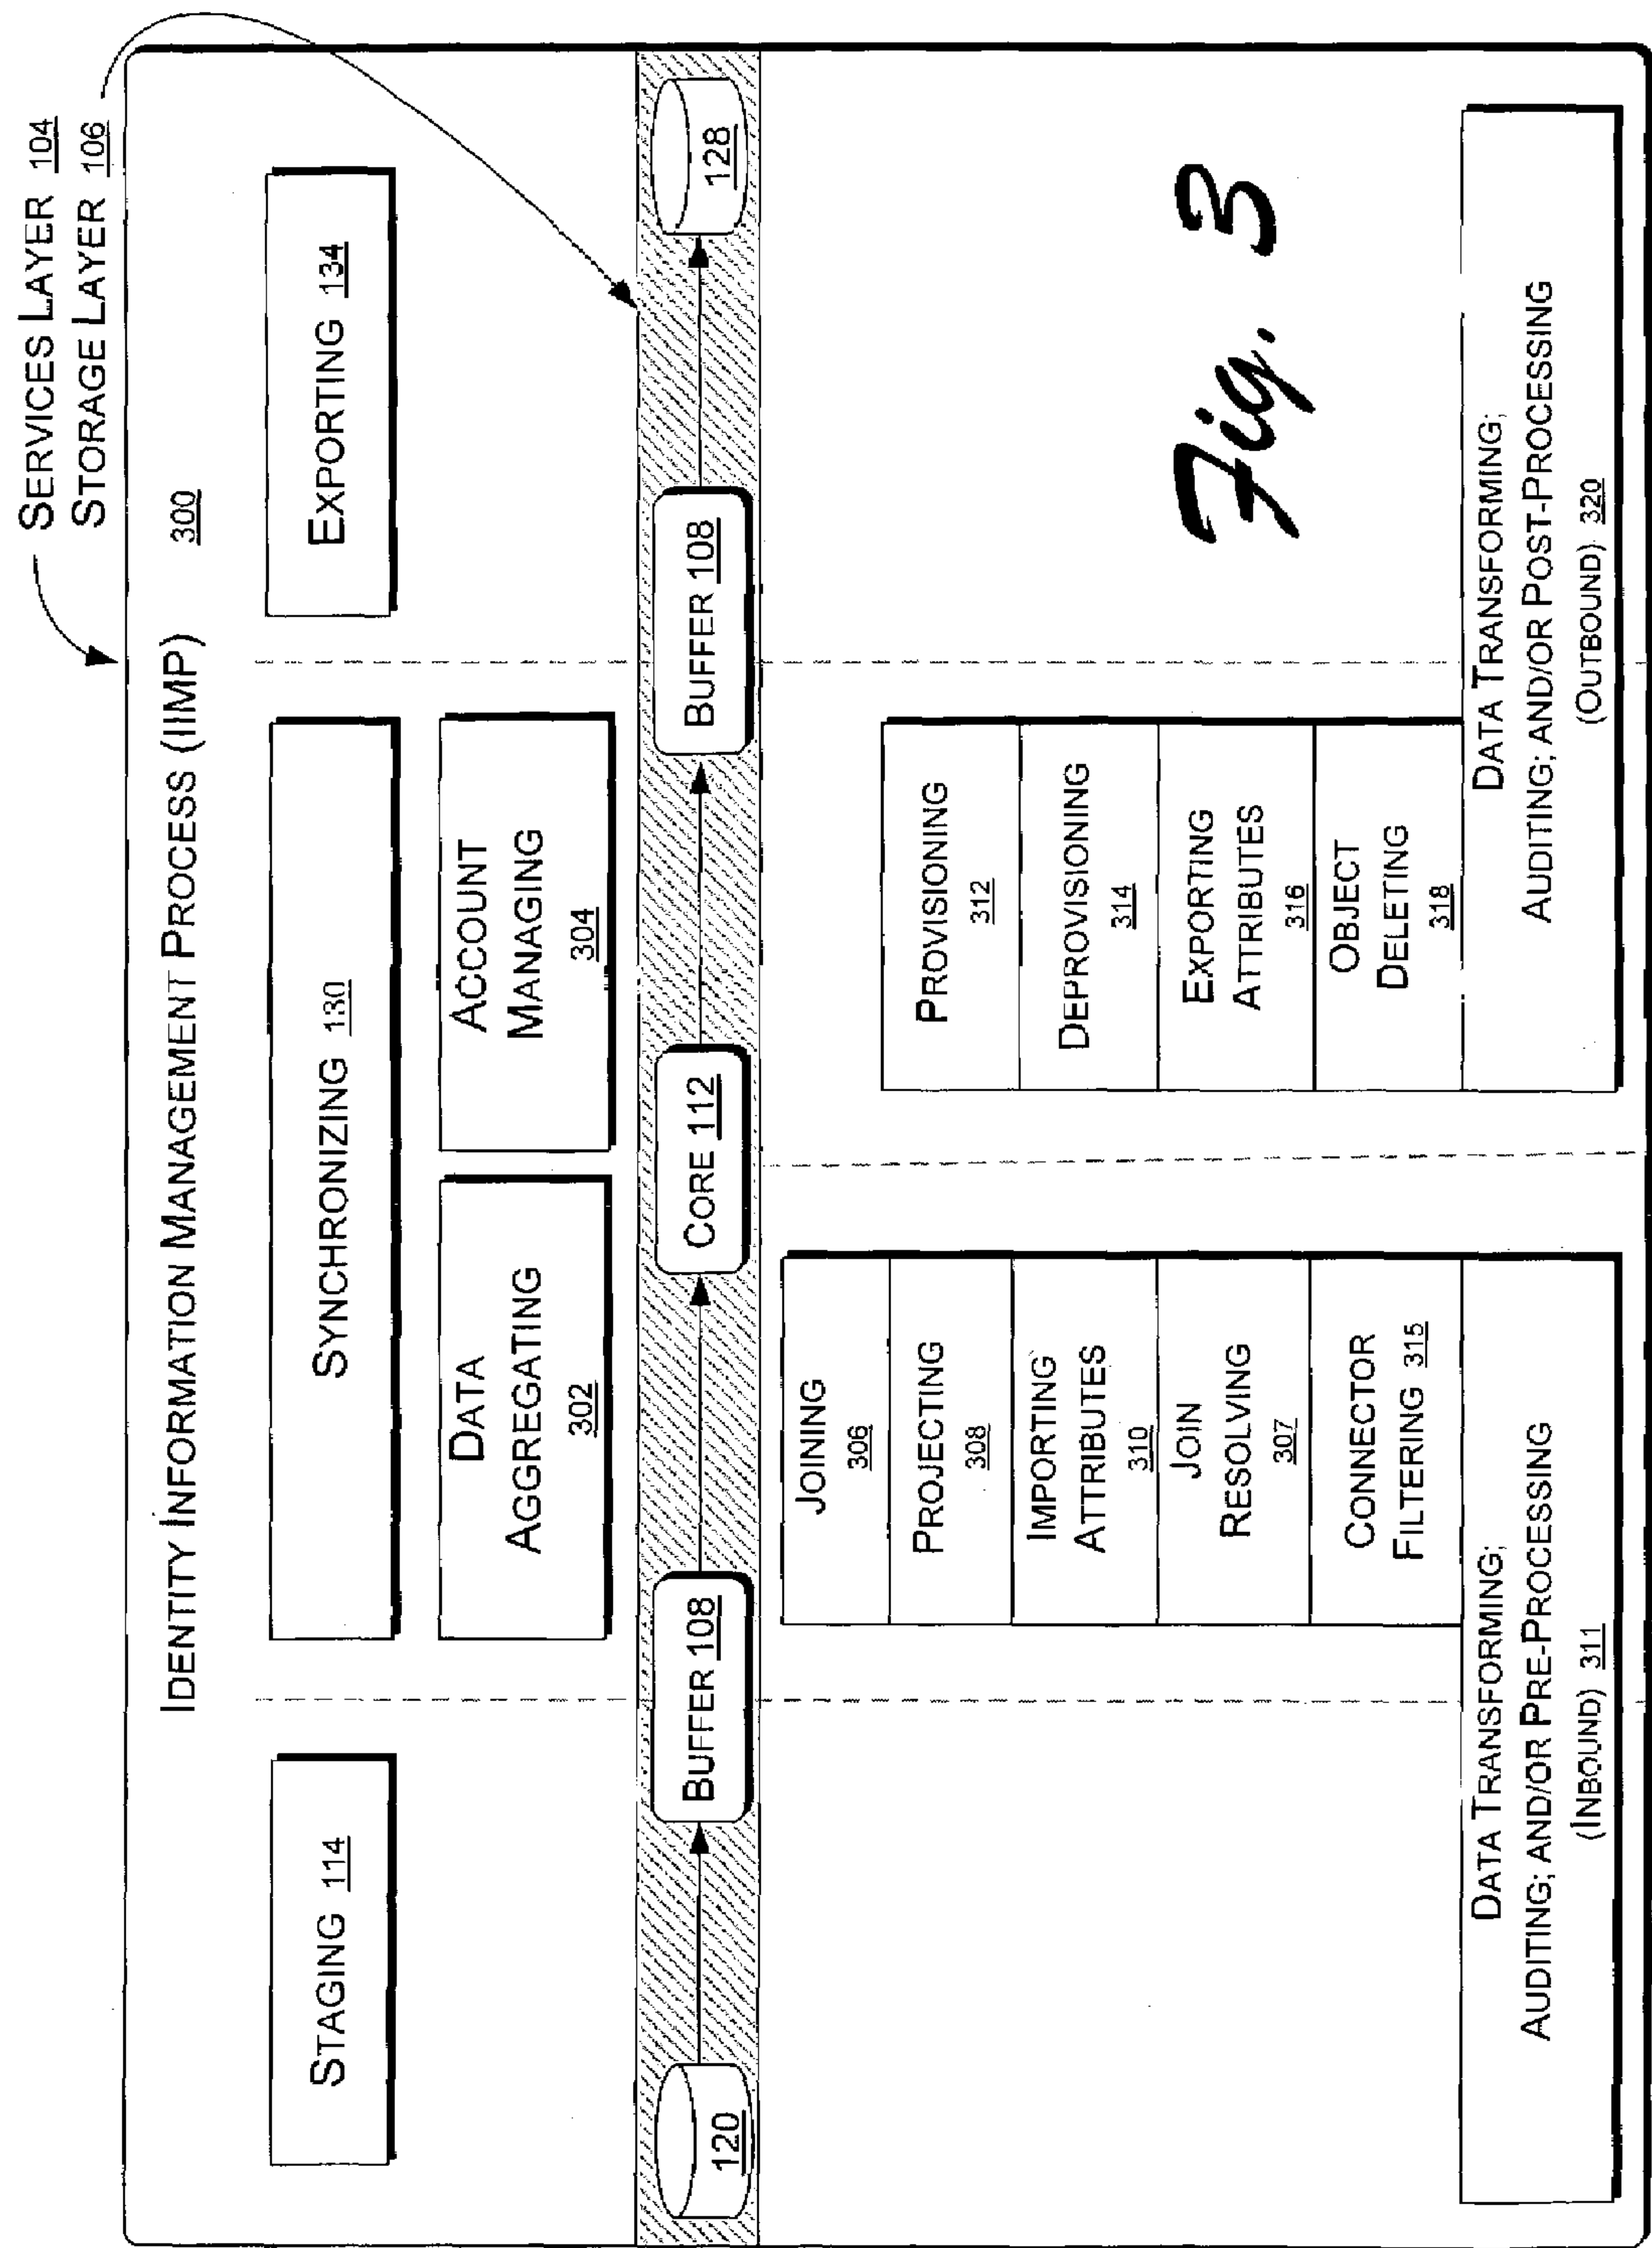 SERVICES LAYER 104
STORAGE LAYER 106
IDENTITY INFORMATION MANAGEMENT PROCESS (IIMP) 300
STAGING 114
SYNCHRONIZING 130
EXPORTING 134
DATA
AGGREGATING
302
ACCOUNT
MANAGING
304
120
BUFFER 108
CORE 112
BUFFER 108
128
JOINING
306
PROJECTING
308
IMPORTING
ATTRIBUTES
310
JOIN
RESOLVING
307
CONNECTOR
FILTERING 315
DATA TRANSFORMING;
AUDITING; AND/OR PRE-PROCESSING
(INBOUND) 311
PROVISIONING
312
DEPROVISIONING
314
EXPORTING
ATTRIBUTES
316
OBJECT
DELETING
318
DATA TRANSFORMING;
AUDITING; AND/OR POST-PROCESSING
(OUTBOUND) 320
Fig. 3